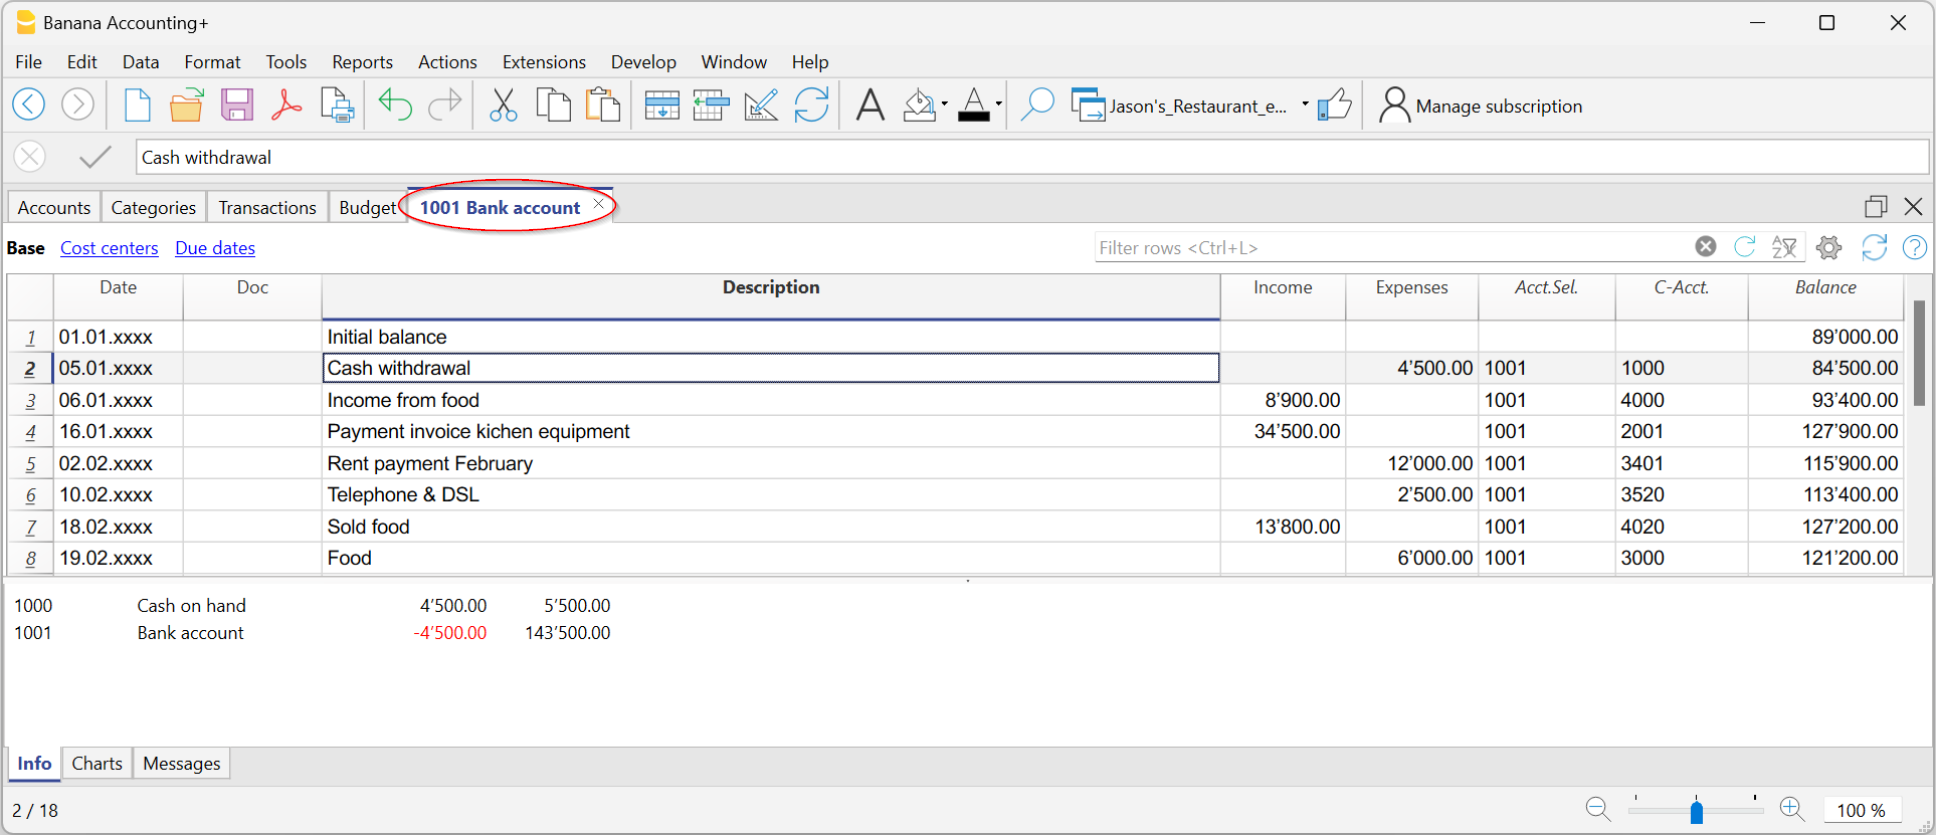 Banana Accounting+
File Edit Data Format Tools Reports Actions Extensions Develop Window Help
Jason's_Restaurant_e... Manage subscription
Cash withdrawal
Accounts Categories Transactions Budget 1001 Bank account
Base Cost centers Due dates Filter rows <Ctrl+L>
Date Doc Description Income Expenses Acct.Sel. C-Acct. Balance
1 01.01.xxxx Initial balance 89’000.00
2 05.01.xxxx Cash withdrawal 4’500.00 1001 1000 84’500.00
3 06.01.xxxx Income from food 8’900.00 1001 4000 93’400.00
4 16.01.xxxx Payment invoice kichen equipment 34’500.00 1001 2001 127’900.00
5 02.02.xxxx Rent payment February 12’000.00 1001 3401 115’900.00
6 10.02.xxxx Telephone & DSL 2’500.00 1001 3520 113’400.00
7 18.02.xxxx Sold food 13’800.00 1001 4020 127’200.00
8 19.02.xxxx Food 6’000.00 1001 3000 121’200.00
1000 Cash on hand 4’500.00 5’500.00
1001 Bank account -4’500.00 143’500.00
Info Charts Messages
2 / 18 100 %